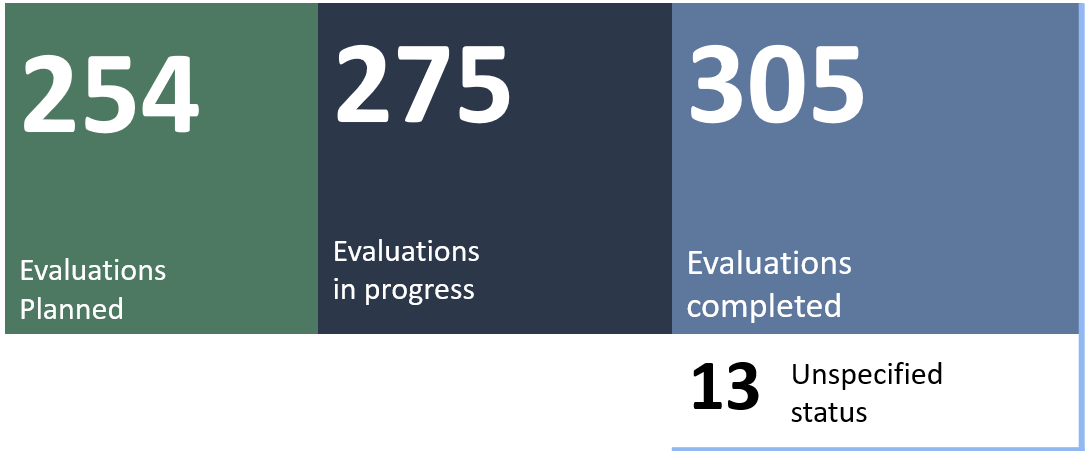 254
Evaluations
Planned
275
Evaluations
in progress
305
Evaluations
completed
13
Unspecified
status